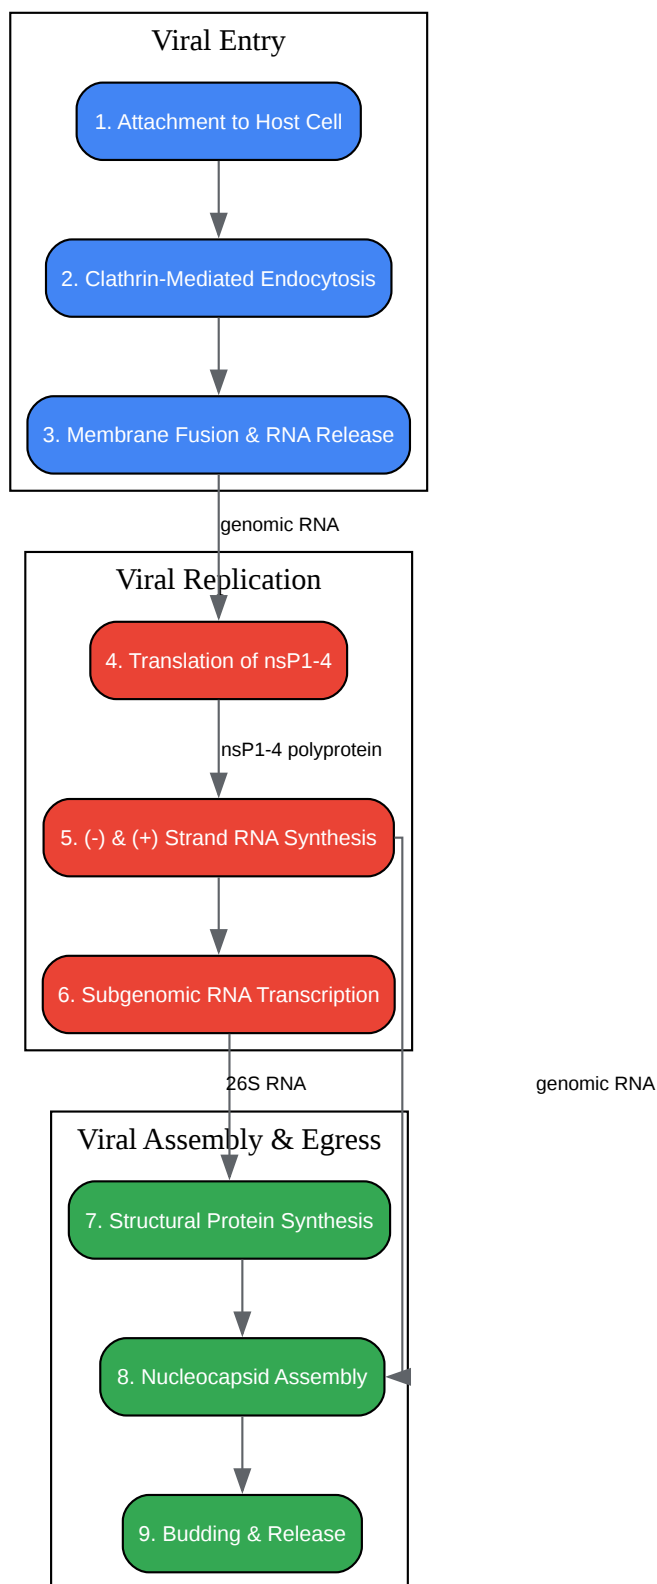 Viral Entry
1. Attachment to Host Cell
2. Clathrin-Mediated Endocytosis
3. Membrane Fusion & RNA Release
genomic RNA
Viral Replication
4. Translation of nsP1-4
nsP1-4 polyprotein
5. (-) & (+) Strand RNA Synthesis
6. Subgenomic RNA Transcription
26S RNA
genomic RNA
Viral Assembly & Egress
7. Structural Protein Synthesis
8. Nucleocapsid Assembly
9. Budding & Release